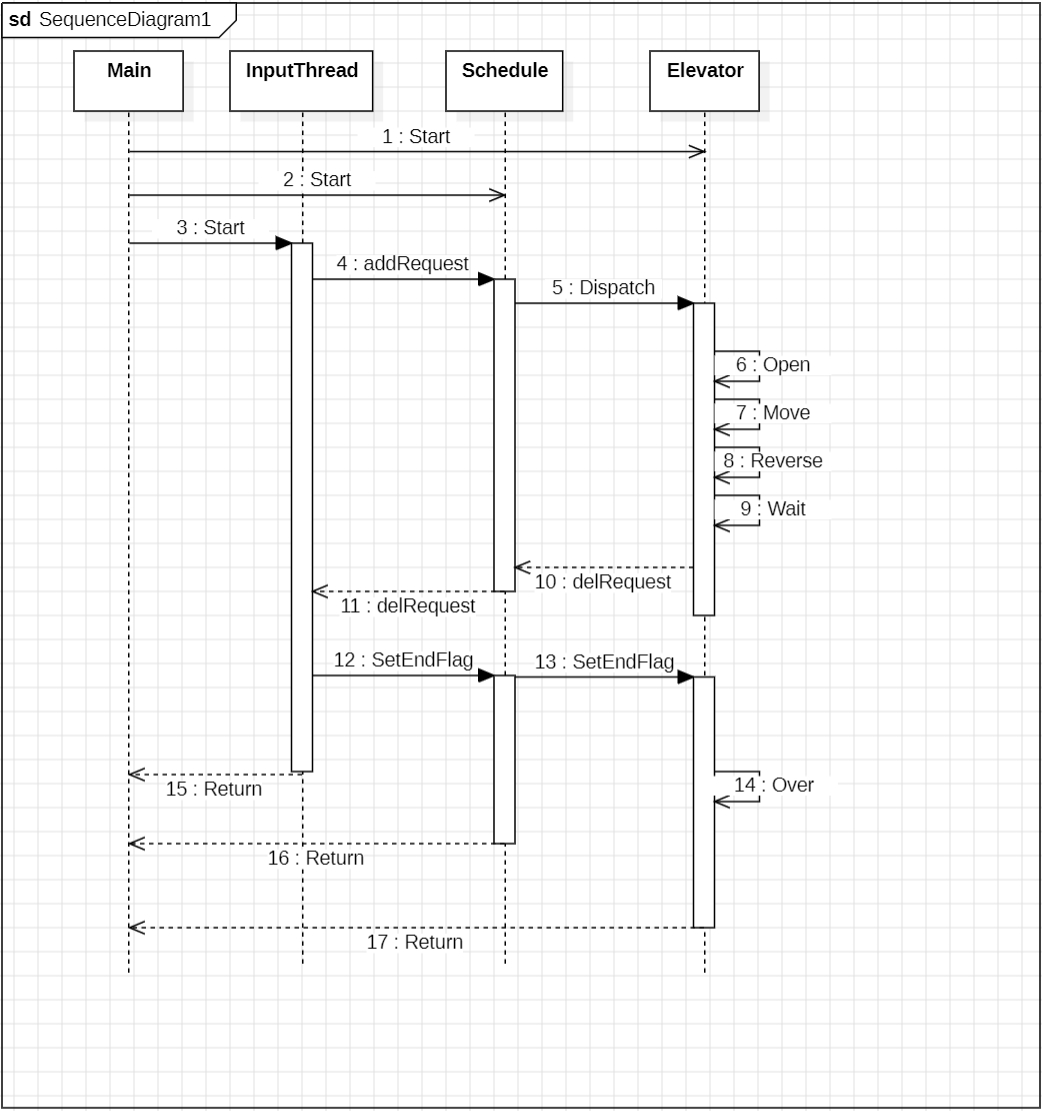 sd SequenceDiagram1
Main
InputThread
Schedule
Elevator
1 : Start
2 : Start
3 : Start
4 : addRequest
5 : Dispatch
6 : Open
7 : Move
8 : Reverse
9 : Wait
10 : delRequest
11 : delRequest
12 : SetEndFlag
13 : SetEndFlag
14 : Over
15 : Return
16 : Return
17 : Return